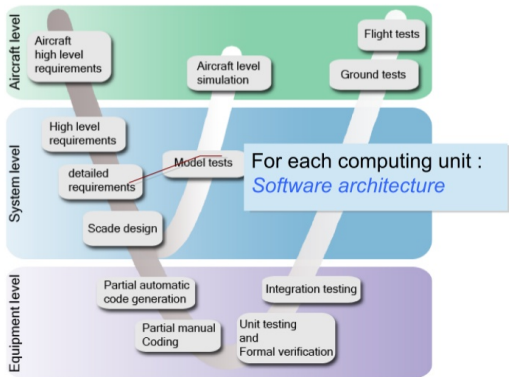 Aircraft level
Aircraft
high level
requirements
Aircraft level
simulation
Flight tests
Ground tests
System level
High level
requirements
detailed
requirements
Model tests
For each computing unit :
Software architecture
Scade design
Equipment level
Partial automatic
code generation
Integration testing
Partial manual
Coding
Unit testing
and
Formal verification